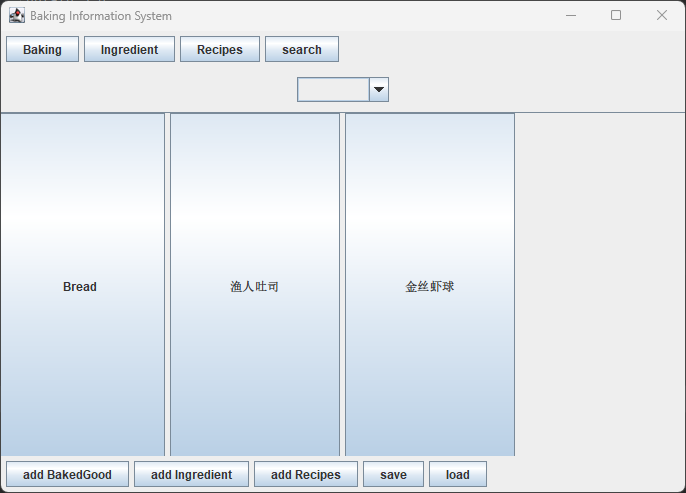 Baking Information System
Baking Ingredient Recipes search
Bread 渔人吐司 金丝虾球
add BakedGood add Ingredient add Recipes save load